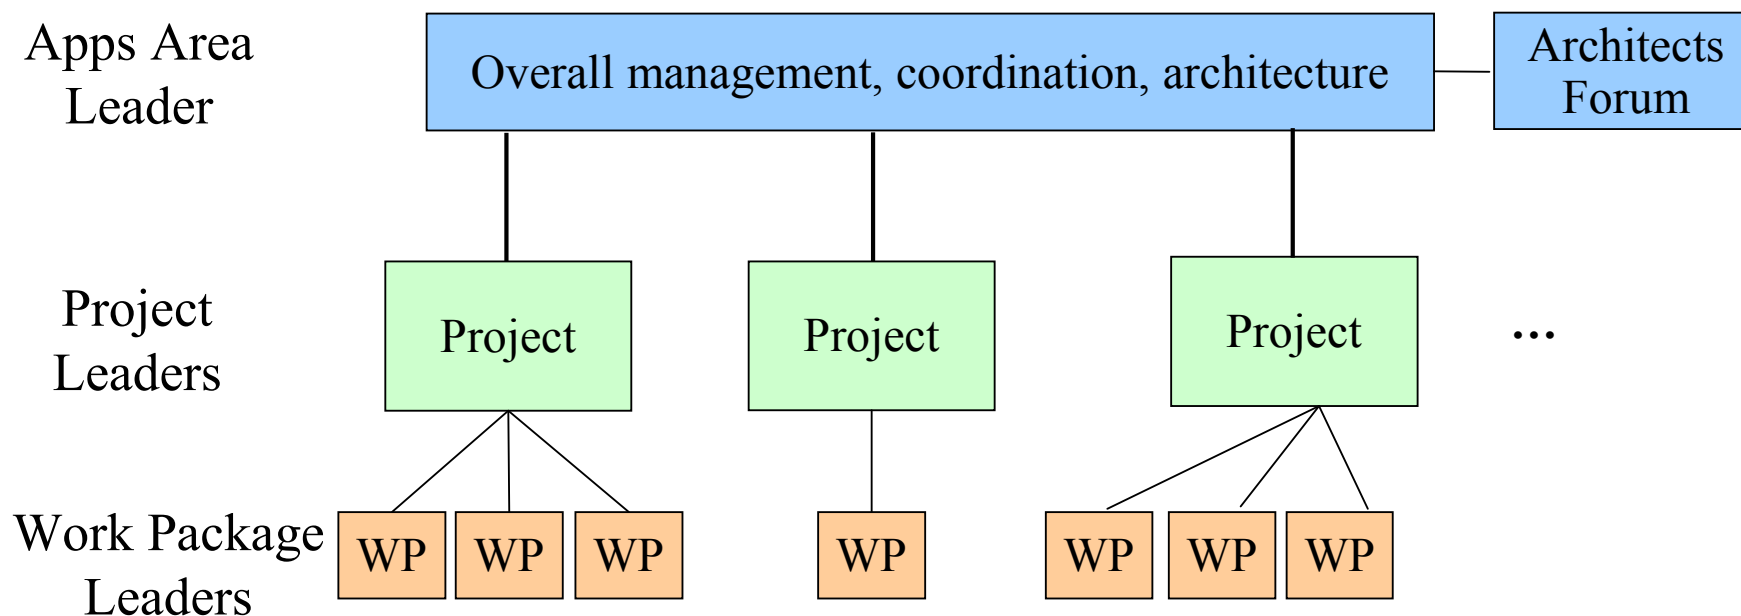 Apps Area
Leader
Overall management, coordination, architecture
Architects
Forum
Project
Leaders
Project
Project
Project
...
Work Package
Leaders
WP
WP
WP
WP
WP
WP
WP